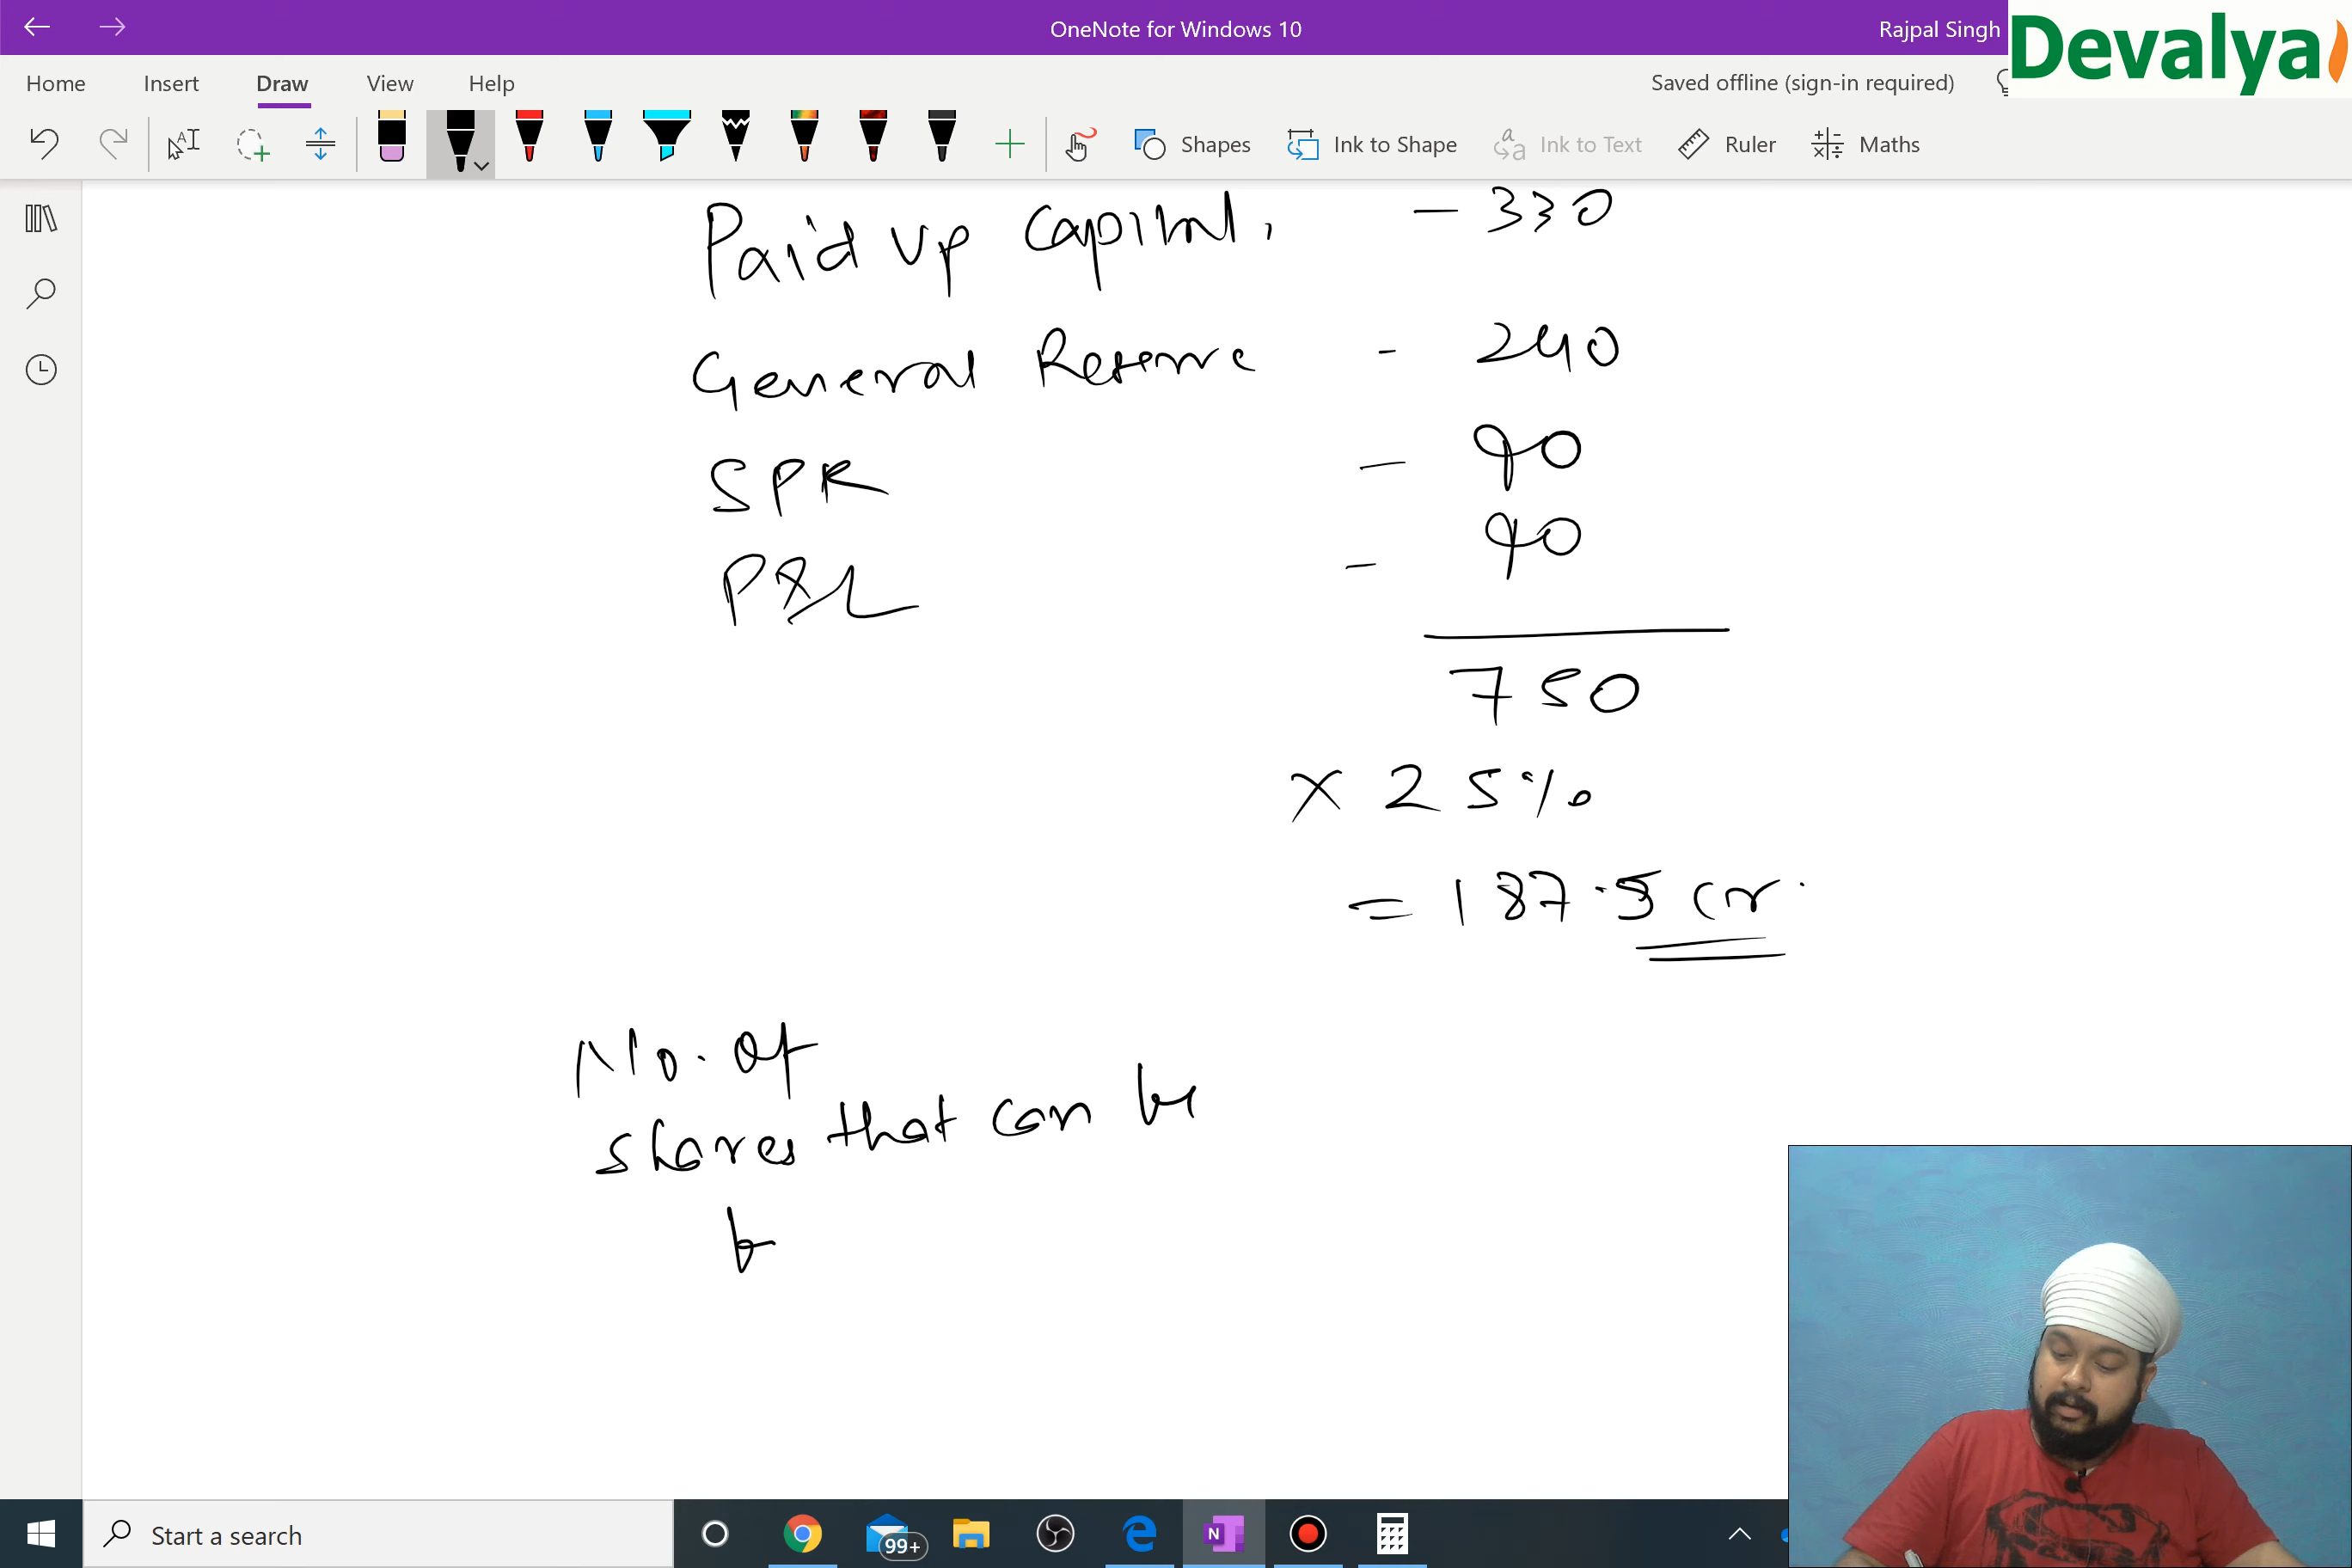 OneNote for Windows 10
Rajpal Singh
Devalya
Home Insert Draw View Help
Saved offline (sign-in required)
Shapes Ink to Shape Ink to Text Ruler Maths
Paid up capital. - 330
General Reserve - 240
SPR - 90
P&L - 90
750
x 25%
= 187.5 cr.
No. of
shares that can be
b
Start a search
99+
N